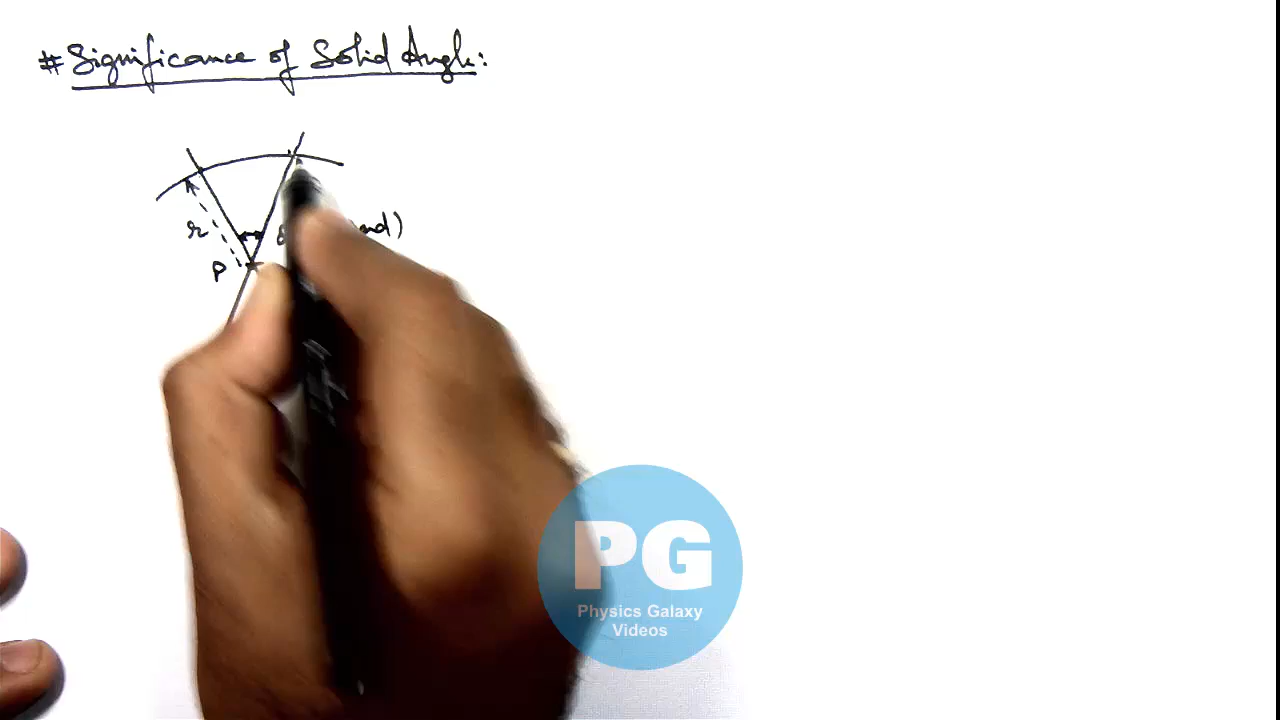 # Significance of Solid Angle:
r
P
PG
Physics Galaxy
Videos